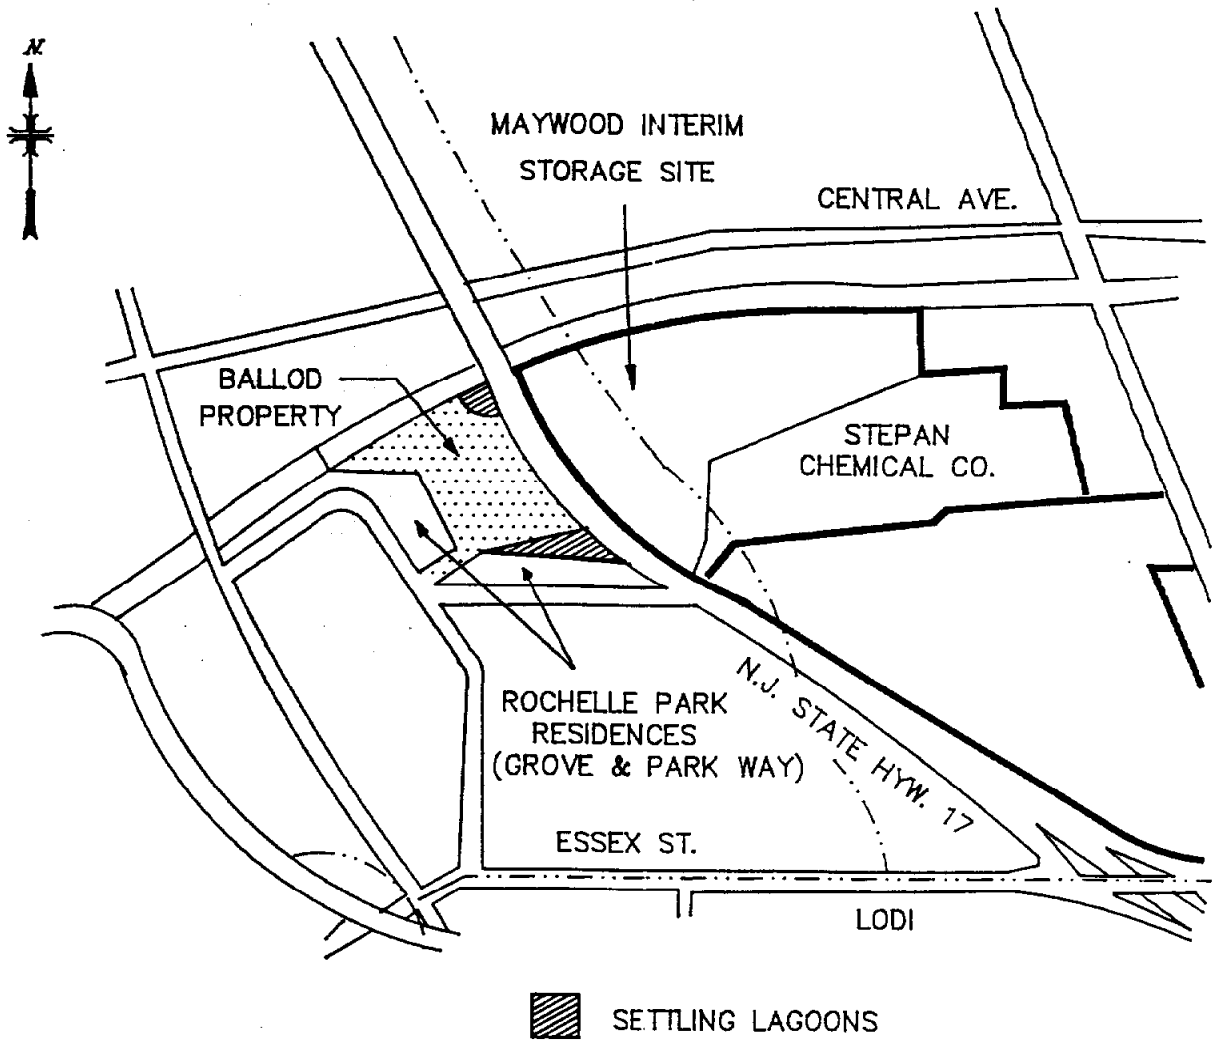 N
MAYWOOD INTERIM
STORAGE SITE
CENTRAL AVE.
BALLOD
PROPERTY
STEPAN
CHEMICAL CO.
ROCHELLE PARK
RESIDENCES
(GROVE & PARK WAY)
N.J. STATE HYW. 17
ESSEX ST.
LODI
SETTLING LAGOONS